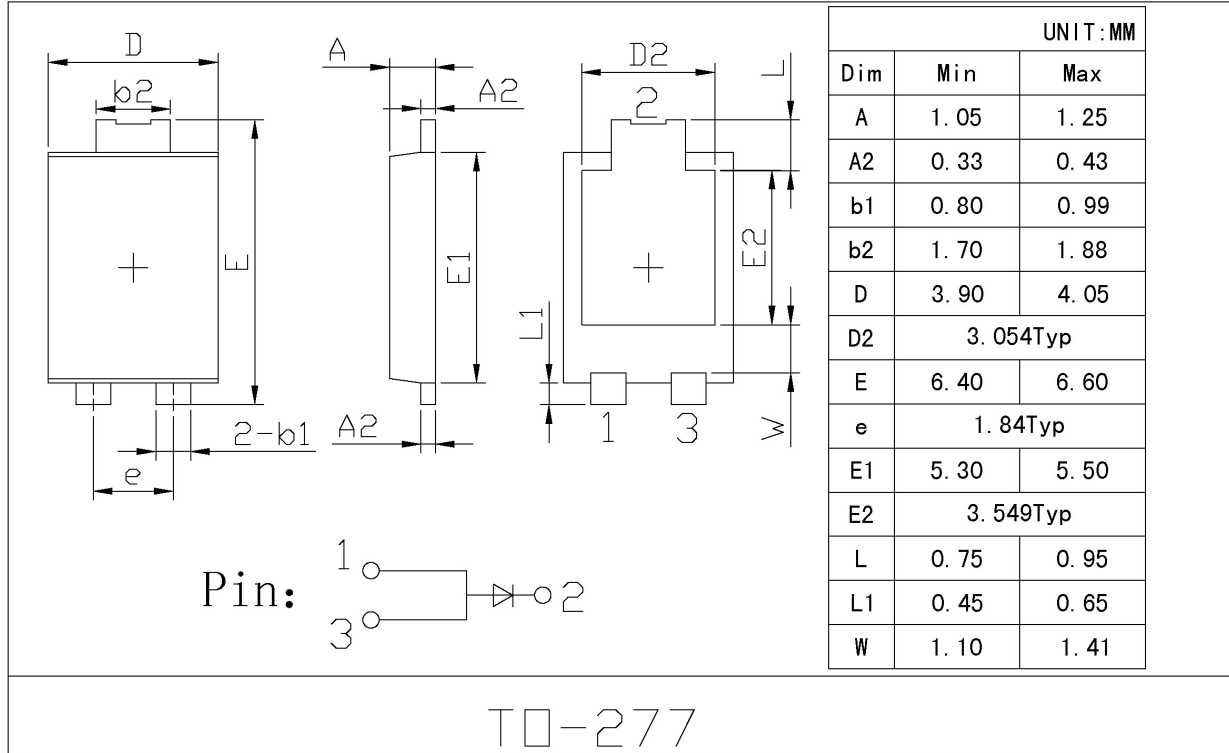 D
b2
E
2-b1
e
A
A2
E1
L1
A2
D2
2
L
E2
W
1 3
Pin:
1
3
2
UNIT:MM
Dim Min Max
A 1.05 1.25
A2 0.33 0.43
b1 0.80 0.99
b2 1.70 1.88
D 3.90 4.05
D2 3.054Typ
E 6.40 6.60
e 1.84Typ
E1 5.30 5.50
E2 3.549Typ
L 0.75 0.95
L1 0.45 0.65
W 1.10 1.41
TO-277